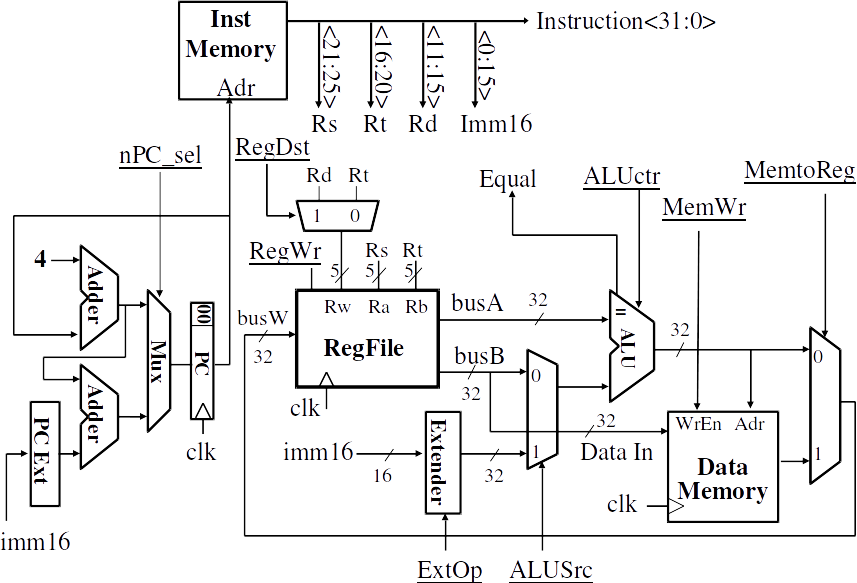 Inst
Memory
Adr
Instruction<31:0>
<21:25>
<16:20>
<11:15>
<0:15>
Rs
Rt
Rd
Imm16
nPC_sel
RegDst
Rd
Rt
1
0
Equal
ALUctr
MemWr
MemtoReg
RegWr
Rs
Rt
5
5
5
4
Adder
Mux
00
PC
clk
Adder
PC Ext
imm16
busW
32
Rw
Ra
Rb
RegFile
clk
busA
32
busB
32
=
ALU
32
0
1
0
1
imm16
16
Extender
32
32
Data In
WrEn
Adr
Data
Memory
clk
ExtOp
ALUSrc